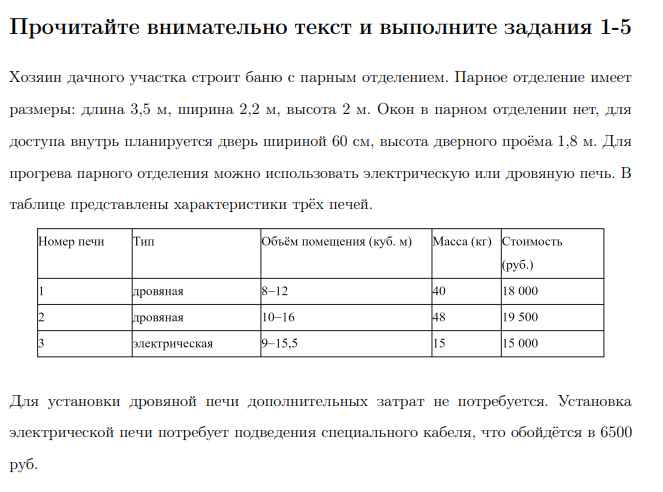 Прочитайте внимательно текст и выполните задания 1-5
Хозяин дачного участка строит баню с парным отделением. Парное отделение имеет
размеры: длина 3,5 м, ширина 2,2 м, высота 2 м. Окон в парном отделении нет, для
доступа внутрь планируется дверь шириной 60 см, высота дверного проёма 1,8 м. Для
прогрева парного отделения можно использовать электрическую или дровяную печь. В
таблице представлены характеристики трёх печей.
Номер печи Тип Объём помещения (куб. м) Масса (кг) Стоимость
(руб.)
1 дровяная 8–12 40 18 000
2 дровяная 10–16 48 19 500
3 электрическая 9–15,5 15 15 000
Для установки дровяной печи дополнительных затрат не потребуется. Установка
электрической печи потребует подведения специального кабеля, что обойдётся в 6500
руб.